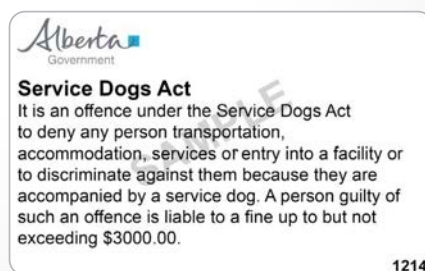 Alberta
Government
Service Dogs Act
It is an offence under the Service Dogs Act
to deny any person transportation,
accommodation, services or entry into a facility or
to discriminate against them because they are
accompanied by a service dog. A person guilty of
such an offence is liable to a fine up to but not
exceeding $3000.00.
SAMPLE
1214